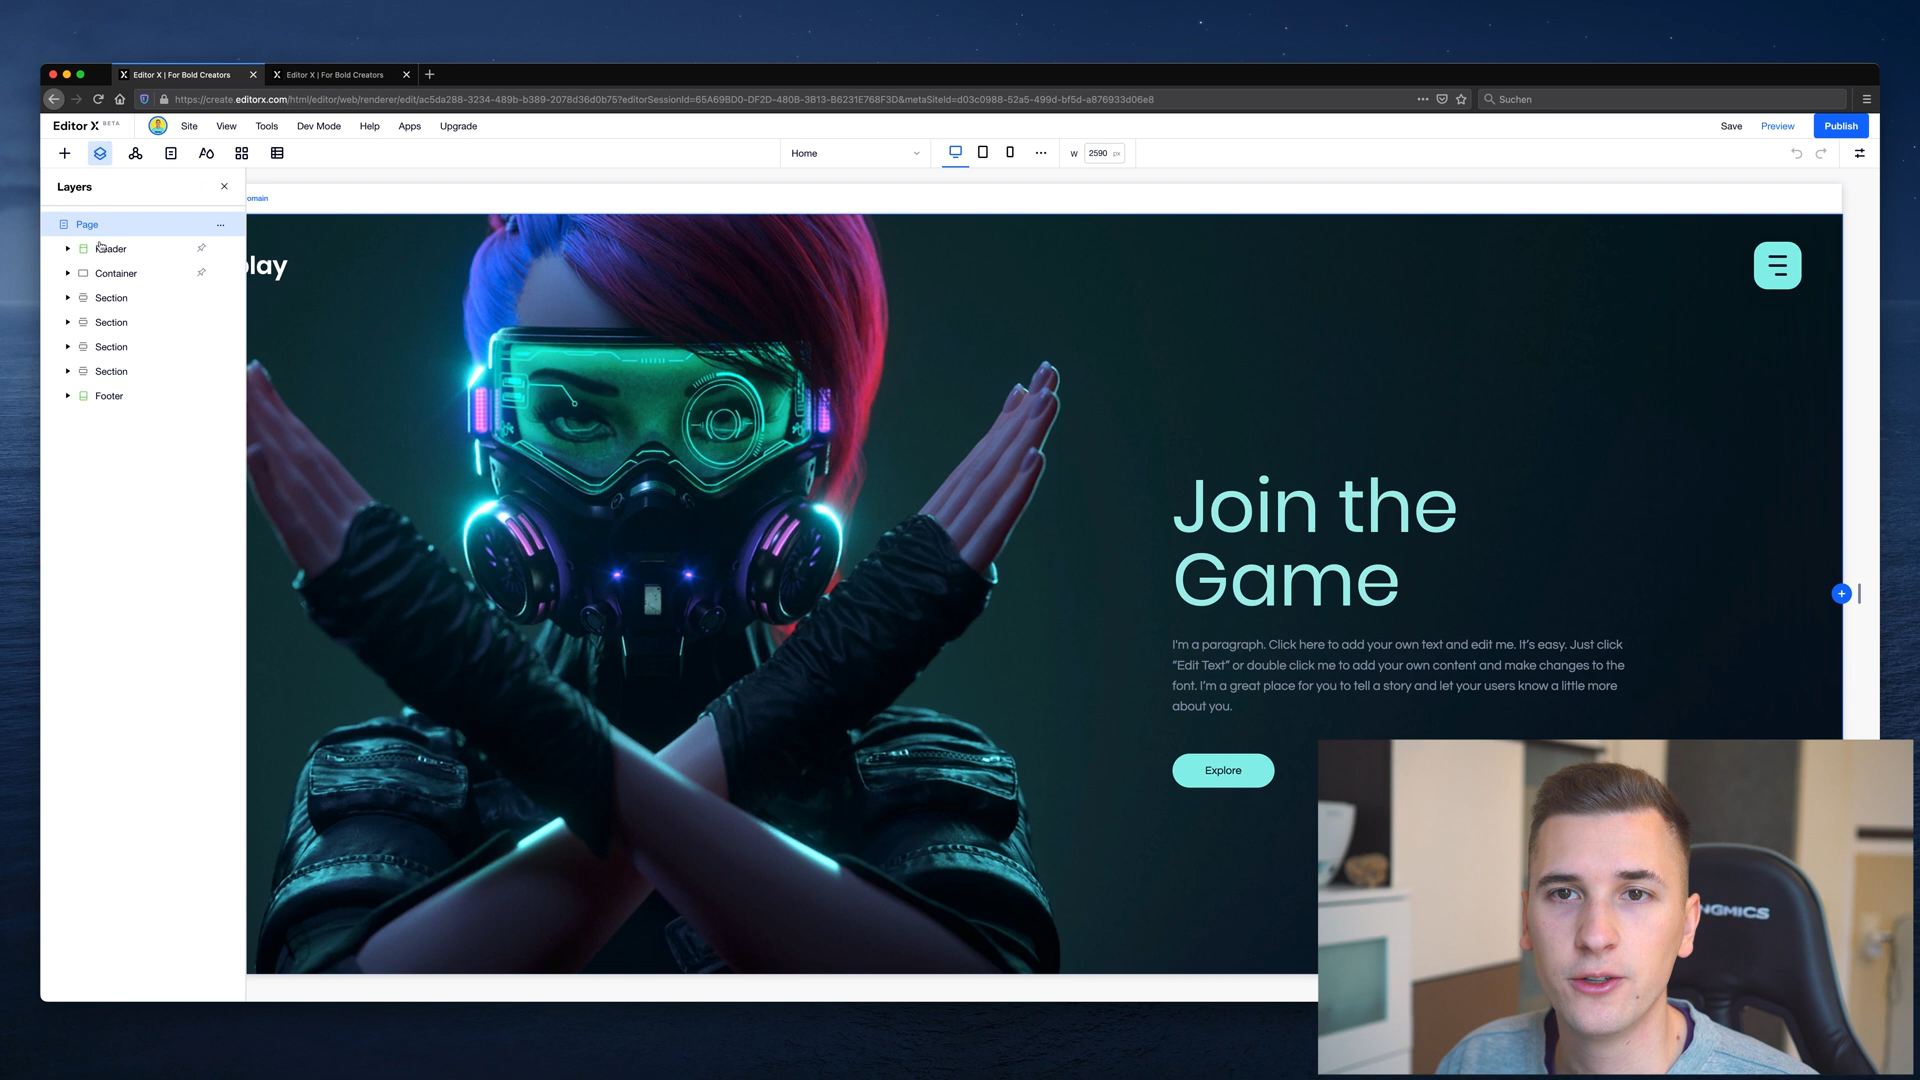 Editor X | For Bold Creators
Editor X | For Bold Creators
https://create.editorx.com/html/editor/web/renderer/edit/ac5da288-3234-489b-b389-2078d36d0b75?editorSessionId=65A69BD0-DF2D-480B-3B13-B6231E768F3D&metaSiteId=d03c0988-52a5-499d-bf5d-a876933d06e8
Suchen
Editor X BETA
Site
View
Tools
Dev Mode
Help
Apps
Upgrade
Save
Preview
Publish
Home
W 2590 px
Layers
Page
Header
Container
Section
Section
Section
Section
Footer
omain
play
Join the
Game
I'm a paragraph. Click here to add your own text and edit me. It's easy. Just click
“Edit Text” or double click me to add your own content and make changes to the
font. I'm a great place for you to tell a story and let your users know a little more
about you.
Explore
NGMICS